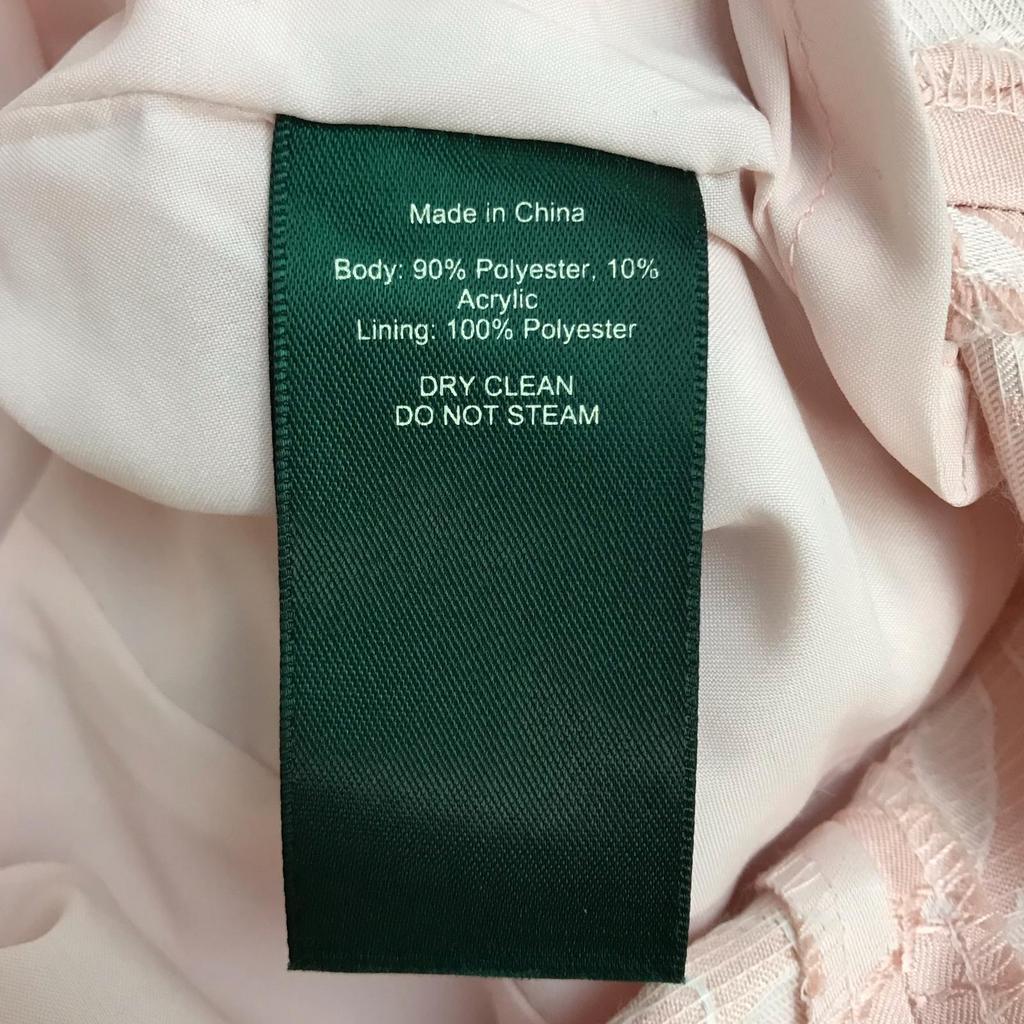 Made in China
Body: 90% Polyester, 10%
Acrylic
Lining: 100% Polyester
DRY CLEAN
DO NOT STEAM